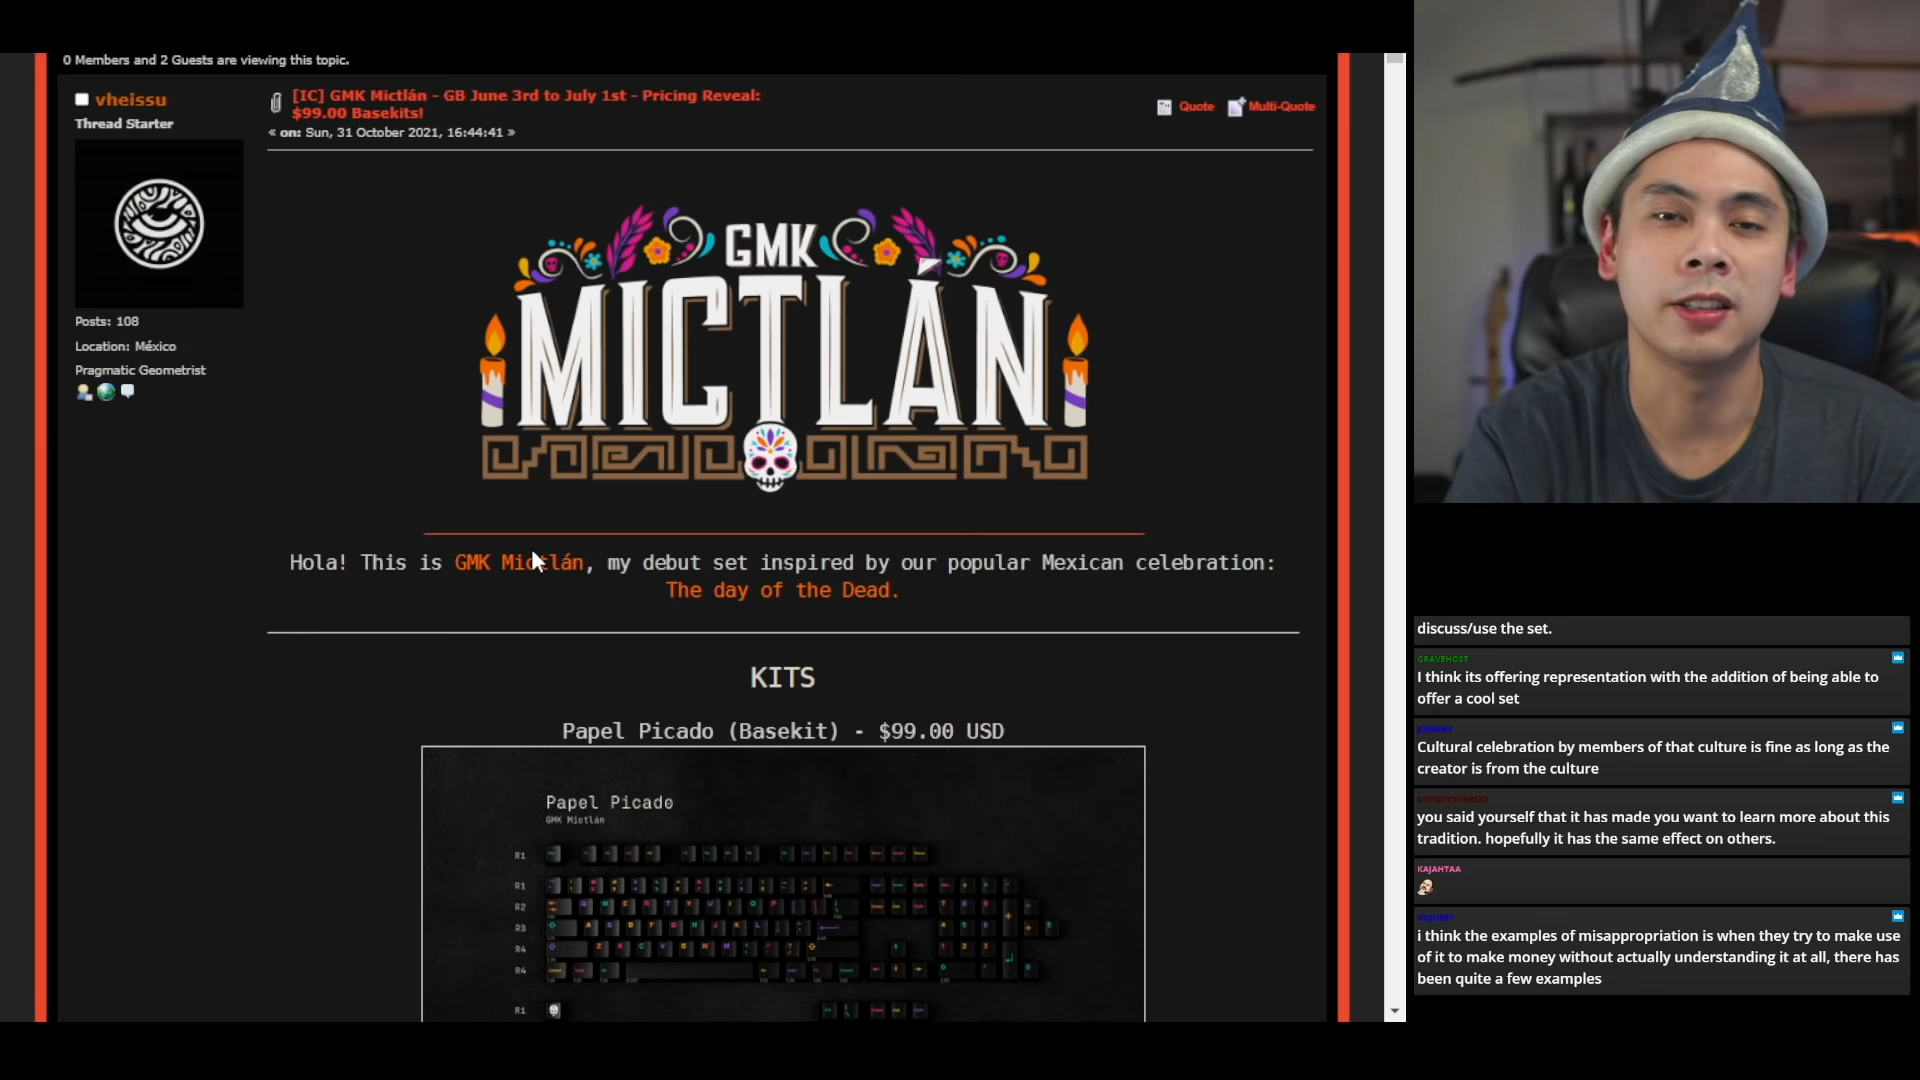 0 Members and 2 Guests are viewing this topic.
vheissu
Thread Starter
Posts: 108
Location: México
Pragmatic Geometrist
[IC] GMK Mictlán - GB June 3rd to July 1st - Pricing Reveal:
$99.00 Basekits!
« on: Sun, 31 October 2021, 16:44:41 »
Quote
Multi-Quote
GMK
MICTLÁN
Hola! This is GMK Mictlán, my debut set inspired by our popular Mexican celebration:
The day of the Dead.
KITS
Papel Picado (Basekit) - $99.00 USD
Papel Picado
GMK Mictlán
R1
R1
R2
R3
R4
R4
R1
discuss/use the set.
GRAVEHOST
I think its offering representation with the addition of being able to
offer a cool set
Cultural celebration by members of that culture is fine as long as the
creator is from the culture
you said yourself that it has made you want to learn more about this
tradition. hopefully it has the same effect on others.
KAJAHTAA
i think the examples of misappropriation is when they try to make use
of it to make money without actually understanding it at all, there has
been quite a few examples